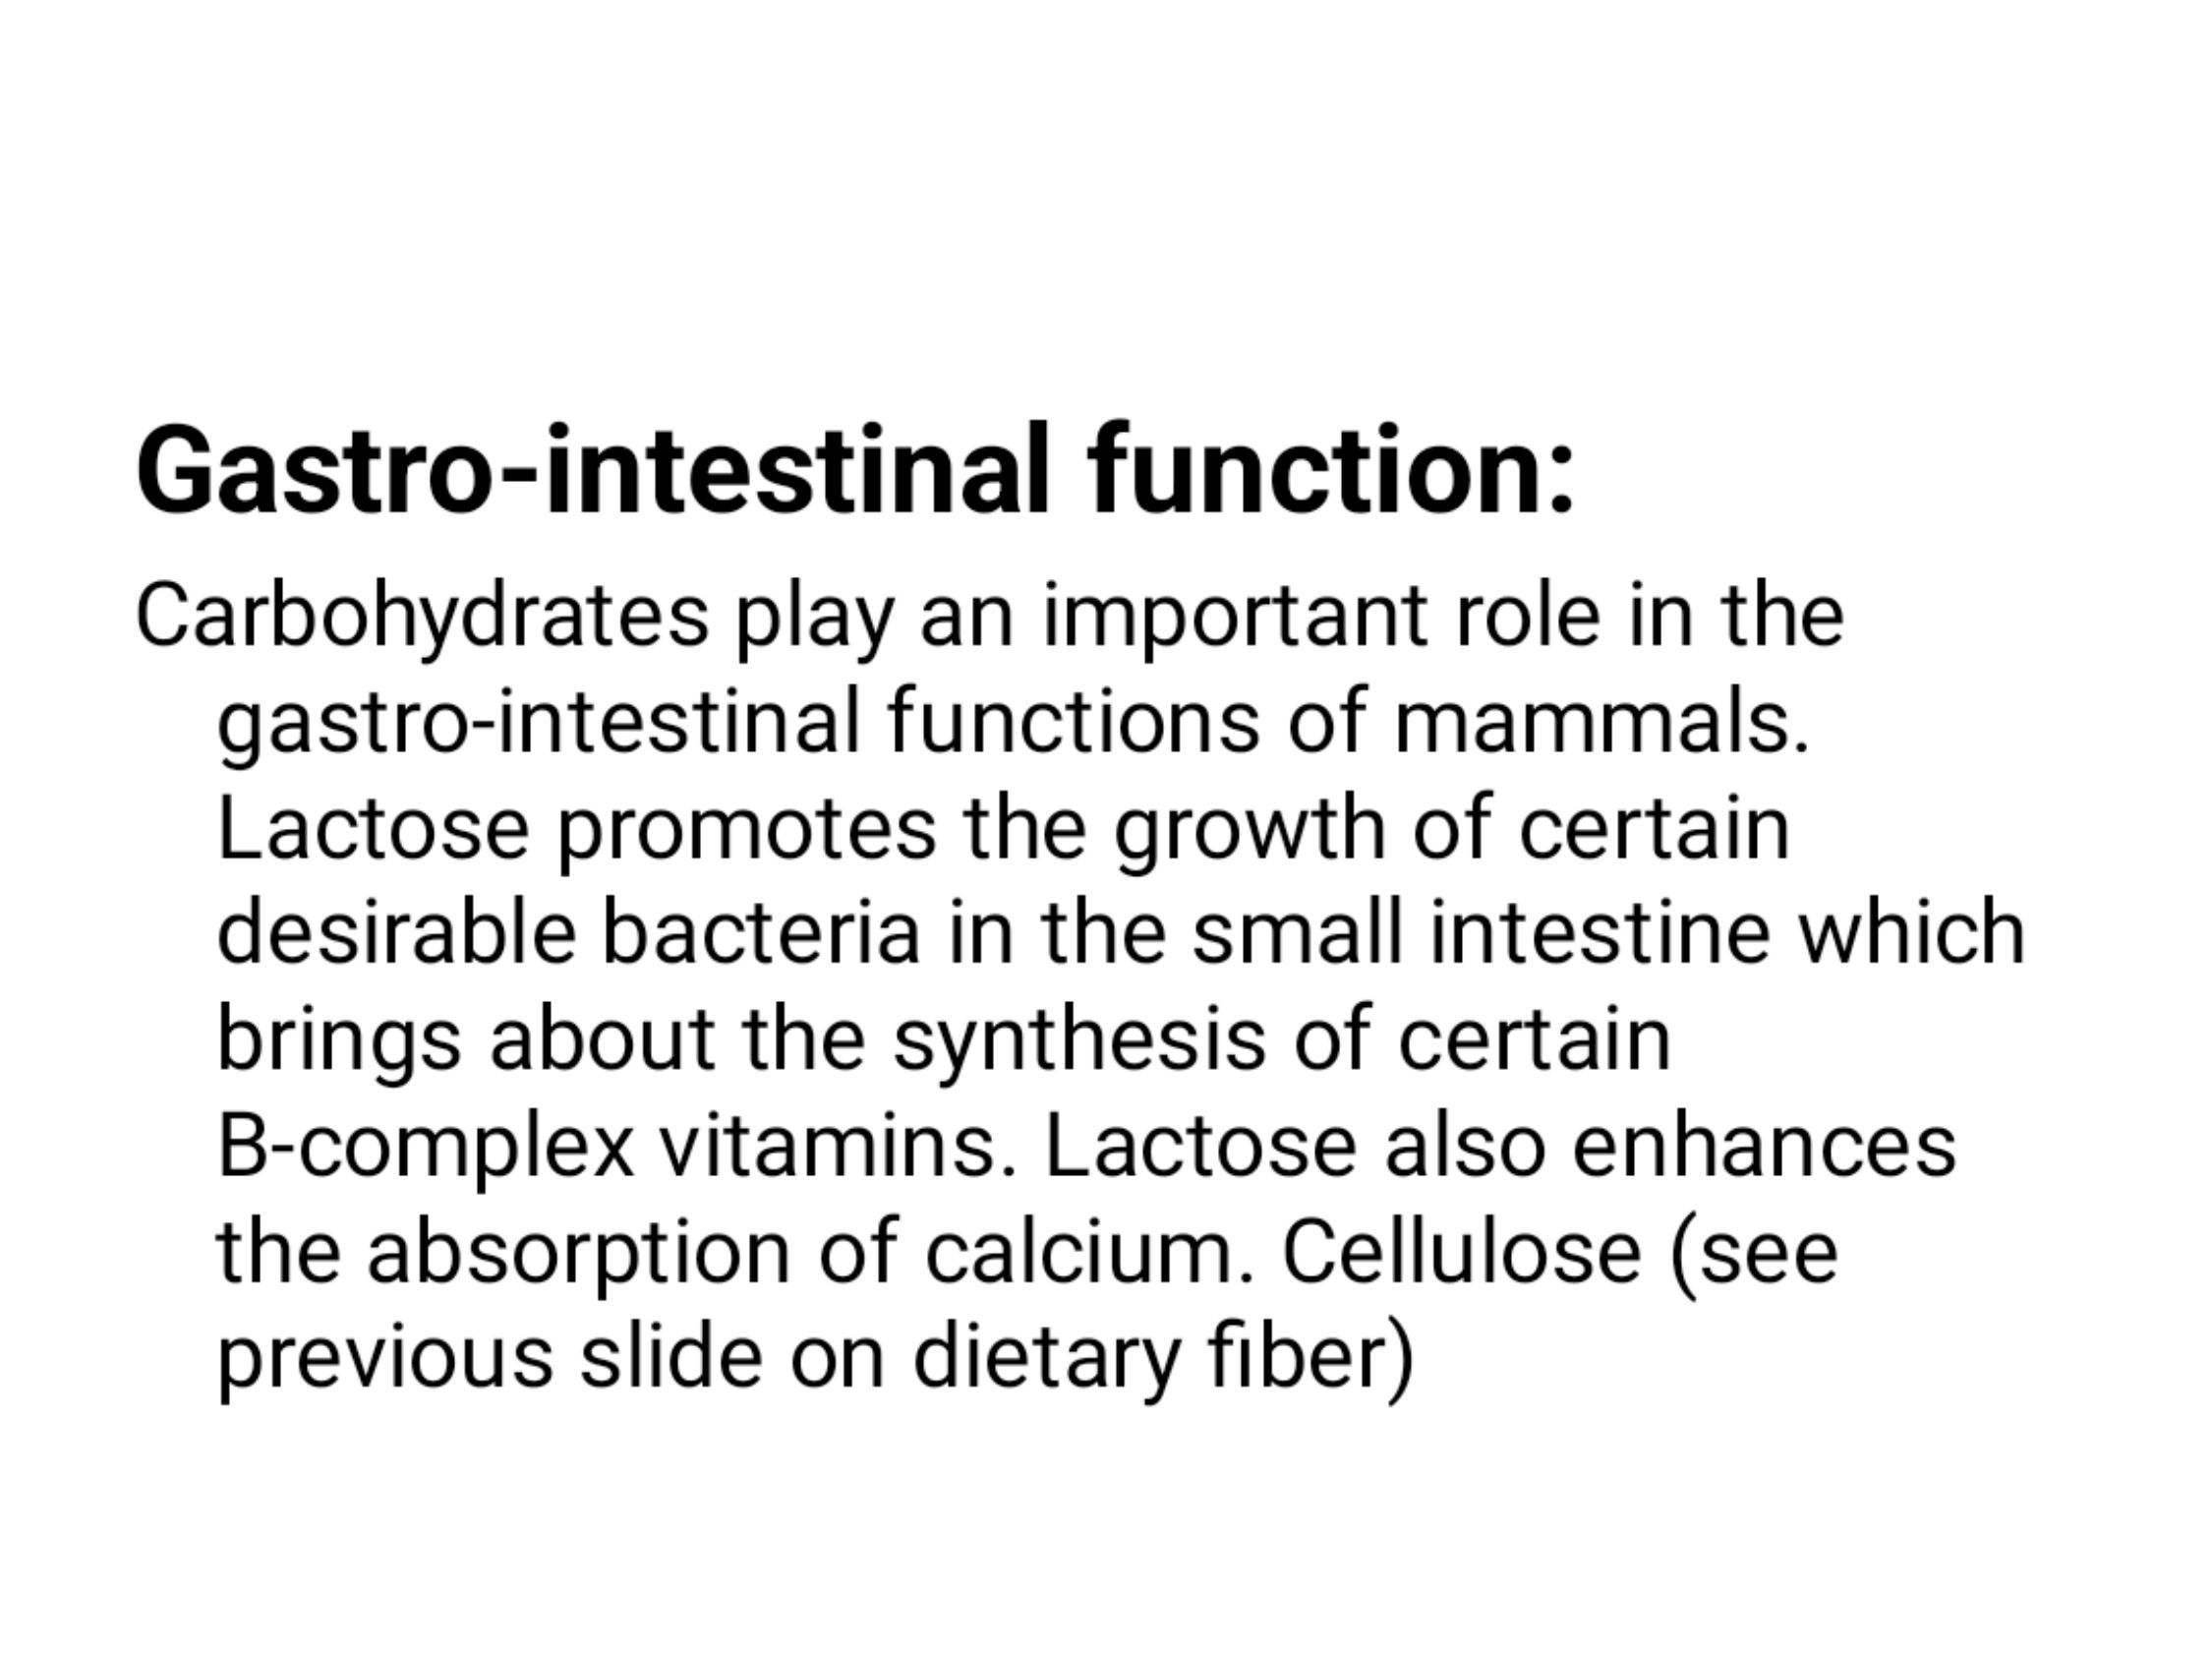 Gastro-intestinal function:
Carbohydrates play an important role in the
gastro-intestinal functions of mammals.
Lactose promotes the growth of certain
desirable bacteria in the small intestine which
brings about the synthesis of certain
B-complex vitamins. Lactose also enhances
the absorption of calcium. Cellulose (see
previous slide on dietary fiber)